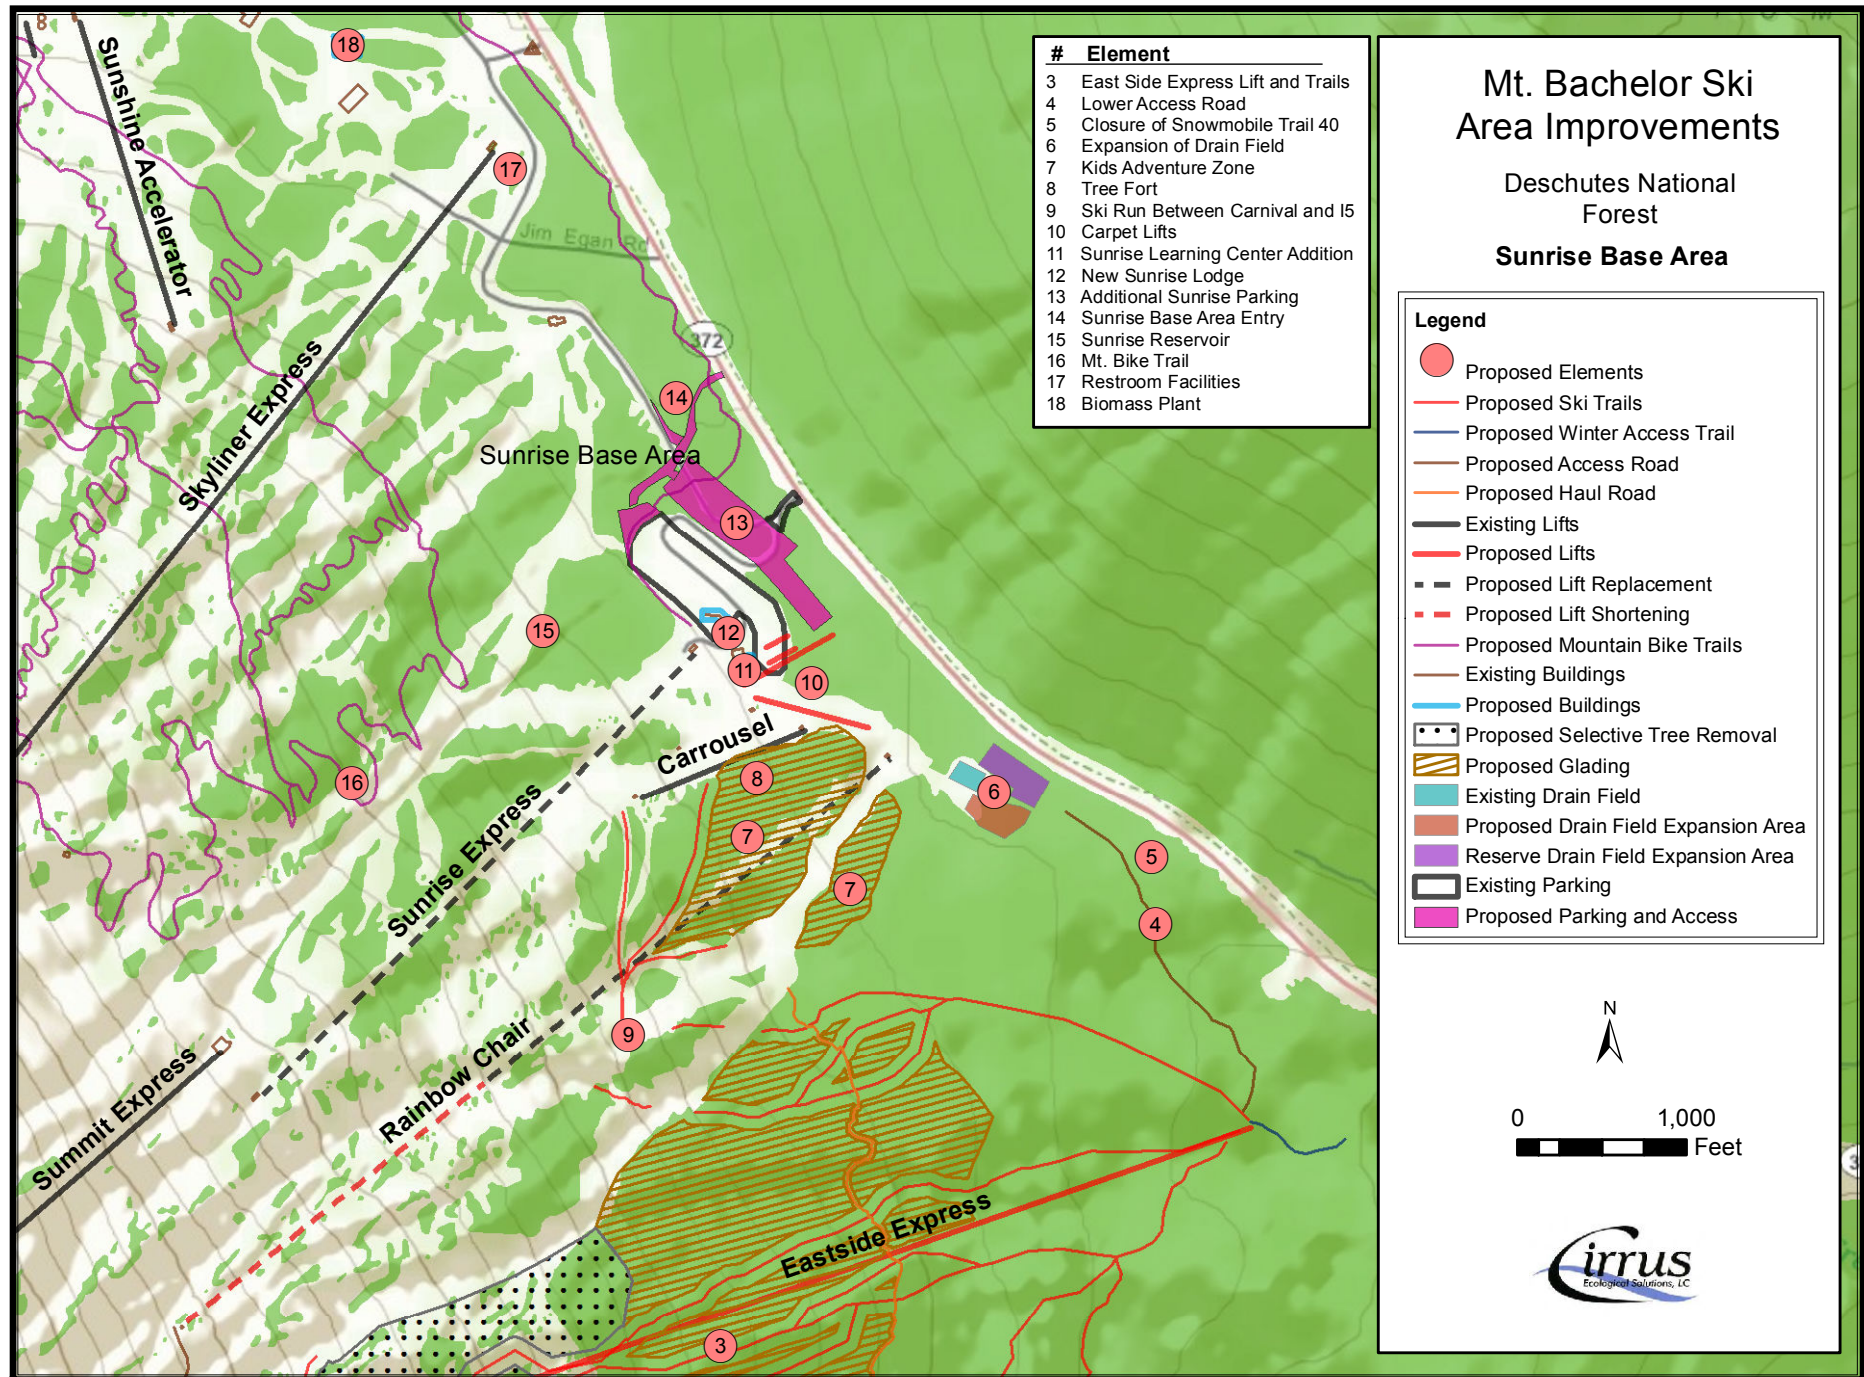 # Element
3 East Side Express Lift and Trails
4 Lower Access Road
5 Closure of Snowmobile Trail 40
6 Expansion of Drain Field
7 Kids Adventure Zone
8 Tree Fort
9 Ski Run Between Carnival and I5
10 Carpet Lifts
11 Sunrise Learning Center Addition
12 New Sunrise Lodge
13 Additional Sunrise Parking
14 Sunrise Base Area Entry
15 Sunrise Reservoir
16 Mt. Bike Trail
17 Restroom Facilities
18 Biomass Plant
Mt. Bachelor Ski
Area Improvements
Deschutes National
Forest
Sunrise Base Area
Legend
Proposed Elements
Proposed Ski Trails
Proposed Winter Access Trail
Proposed Access Road
Proposed Haul Road
Existing Lifts
Proposed Lifts
Proposed Lift Replacement
Proposed Lift Shortening
Proposed Mountain Bike Trails
Existing Buildings
Proposed Buildings
Proposed Selective Tree Removal
Proposed Glading
Existing Drain Field
Proposed Drain Field Expansion Area
Reserve Drain Field Expansion Area
Existing Parking
Proposed Parking and Access
N
0 1,000
Feet
Cirrus
Ecological Solutions, LC
18
Sunshine Accelerator
17
Jim Egan Rd
372
Skyliner Express
14
Sunrise Base Area
13
15
12
11
10
Carrousel
16
8
6
7
Sunrise Express
5
7
4
9
Rainbow Chair
Summit Express
Eastside Express
3